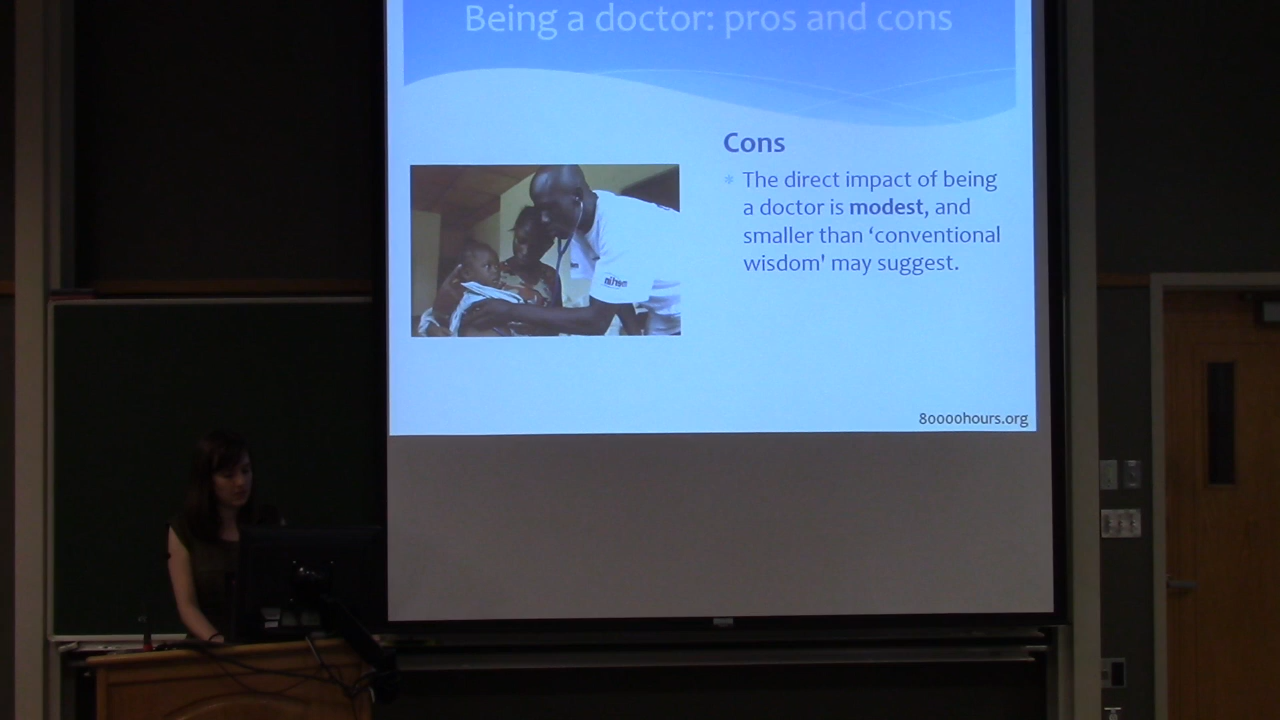 Being a doctor: pros and cons
Cons
* The direct impact of being
a doctor is modest, and
smaller than ‘conventional
wisdom' may suggest.
80000hours.org